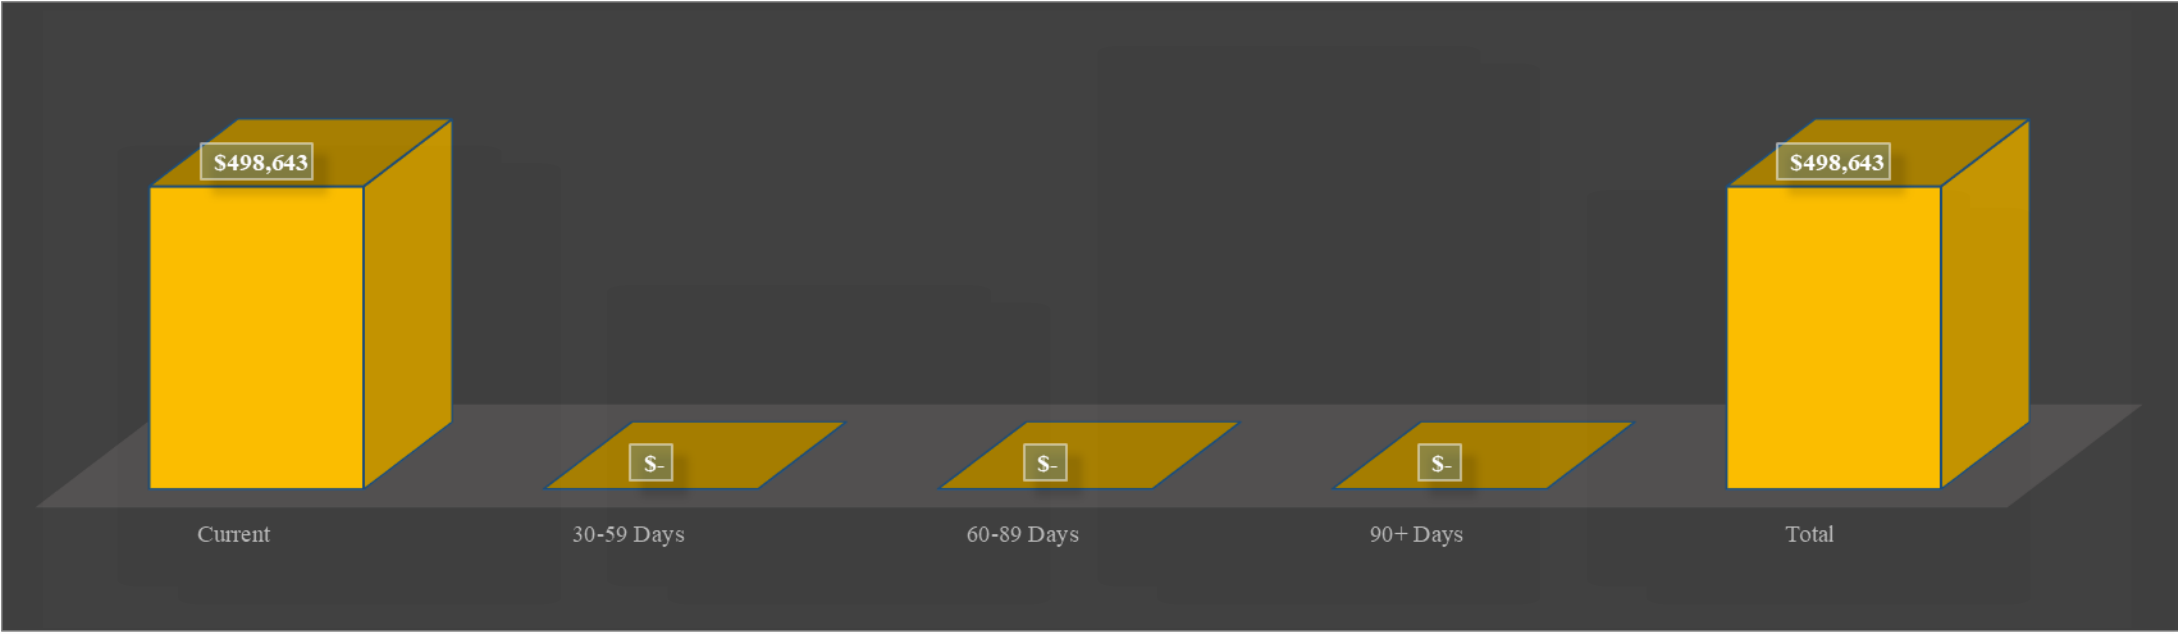 $498,643
$498,643
$-
$-
$-
Current
30-59 Days
60-89 Days
90+ Days
Total